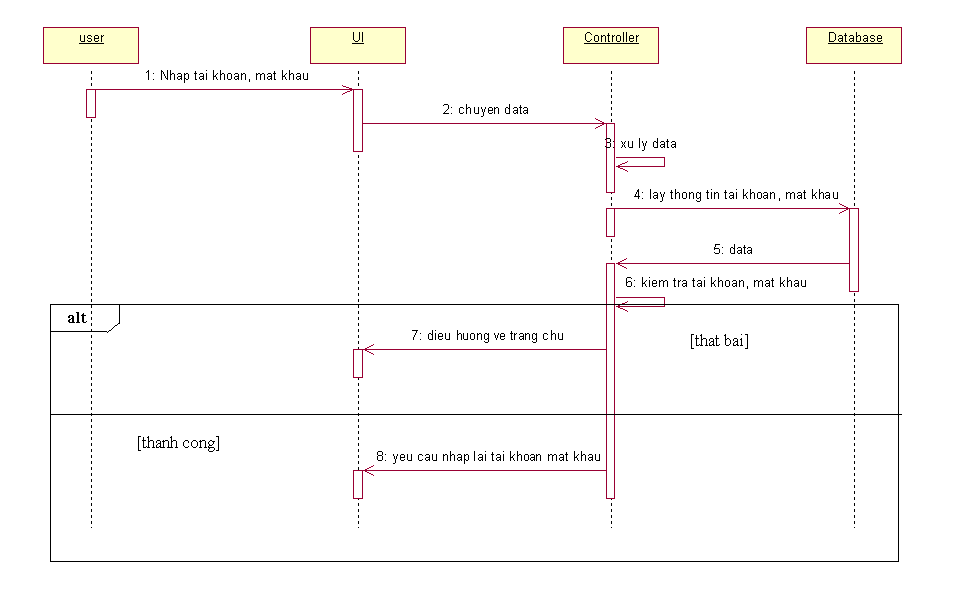 user
UI
Controller
Database
1: Nhap tai khoan, mat khau
2: chuyen data
3: xu ly data
4: lay thong tin tai khoan, mat khau
5: data
6: kiem tra tai khoan, mat khau
alt
7: dieu huong ve trang chu
[that bai]
[thanh cong]
8: yeu cau nhap lai tai khoan mat khau